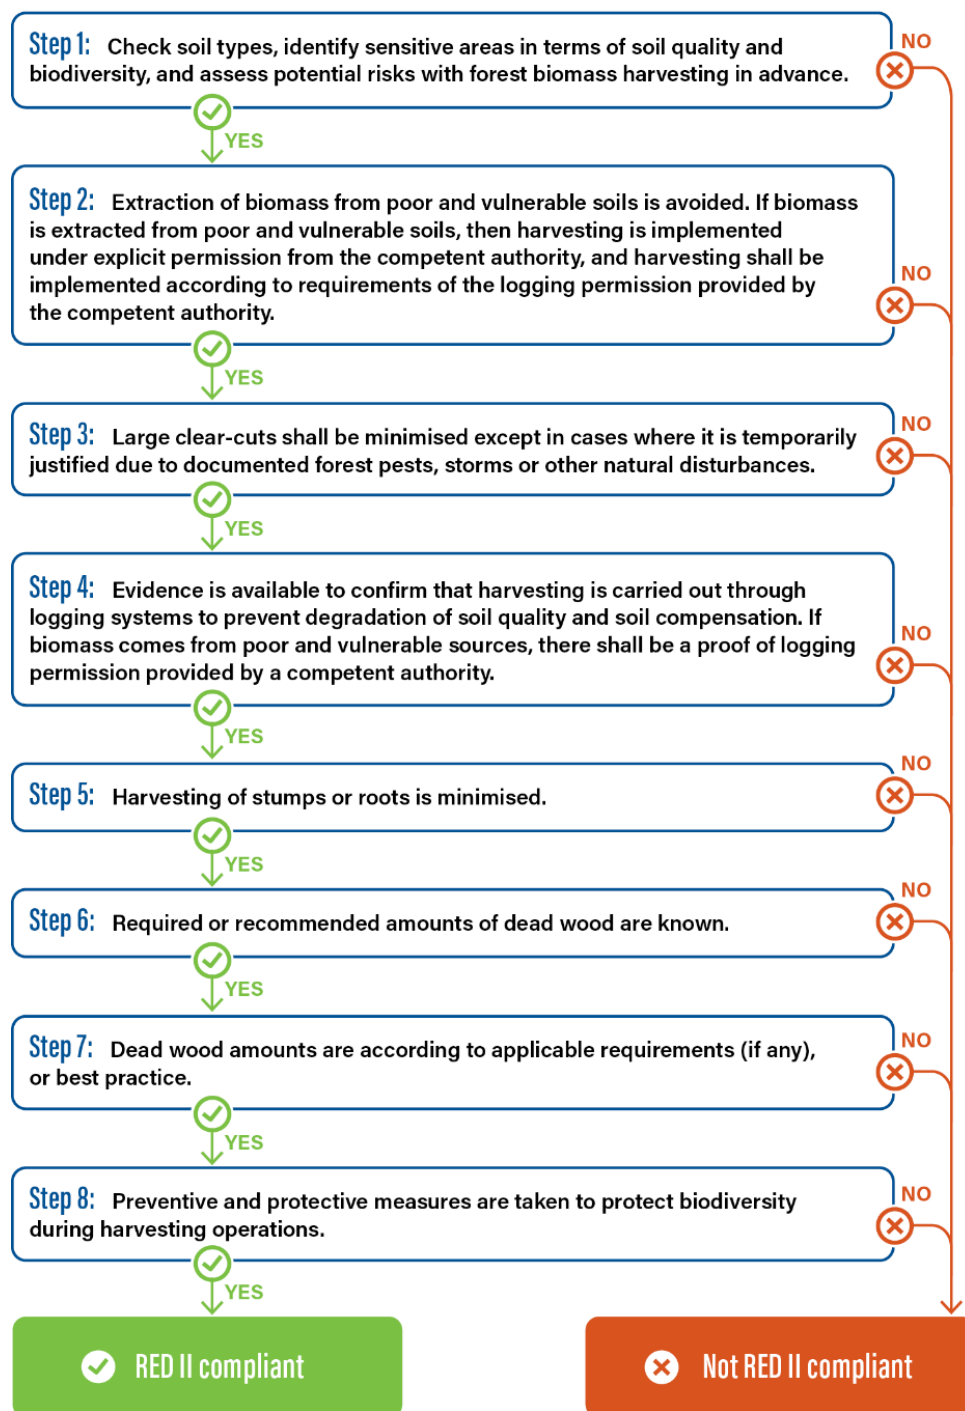 Step 1: Check soil types, identify sensitive areas in terms of soil quality and
biodiversity, and assess potential risks with forest biomass harvesting in advance.
NO
YES
Step 2: Extraction of biomass from poor and vulnerable soils is avoided. If biomass
is extracted from poor and vulnerable soils, then harvesting is implemented
under explicit permission from the competent authority, and harvesting shall be
implemented according to requirements of the logging permission provided by
the competent authority.
NO
YES
Step 3: Large clear-cuts shall be minimised except in cases where it is temporarily
justified due to documented forest pests, storms or other natural disturbances.
NO
YES
Step 4: Evidence is available to confirm that harvesting is carried out through
logging systems to prevent degradation of soil quality and soil compensation. If
biomass comes from poor and vulnerable sources, there shall be a proof of logging
permission provided by a competent authority.
NO
YES
Step 5: Harvesting of stumps or roots is minimised.
NO
YES
Step 6: Required or recommended amounts of dead wood are known.
NO
YES
Step 7: Dead wood amounts are according to applicable requirements (if any),
or best practice.
NO
YES
Step 8: Preventive and protective measures are taken to protect biodiversity
during harvesting operations.
NO
YES
RED II compliant
Not RED II compliant